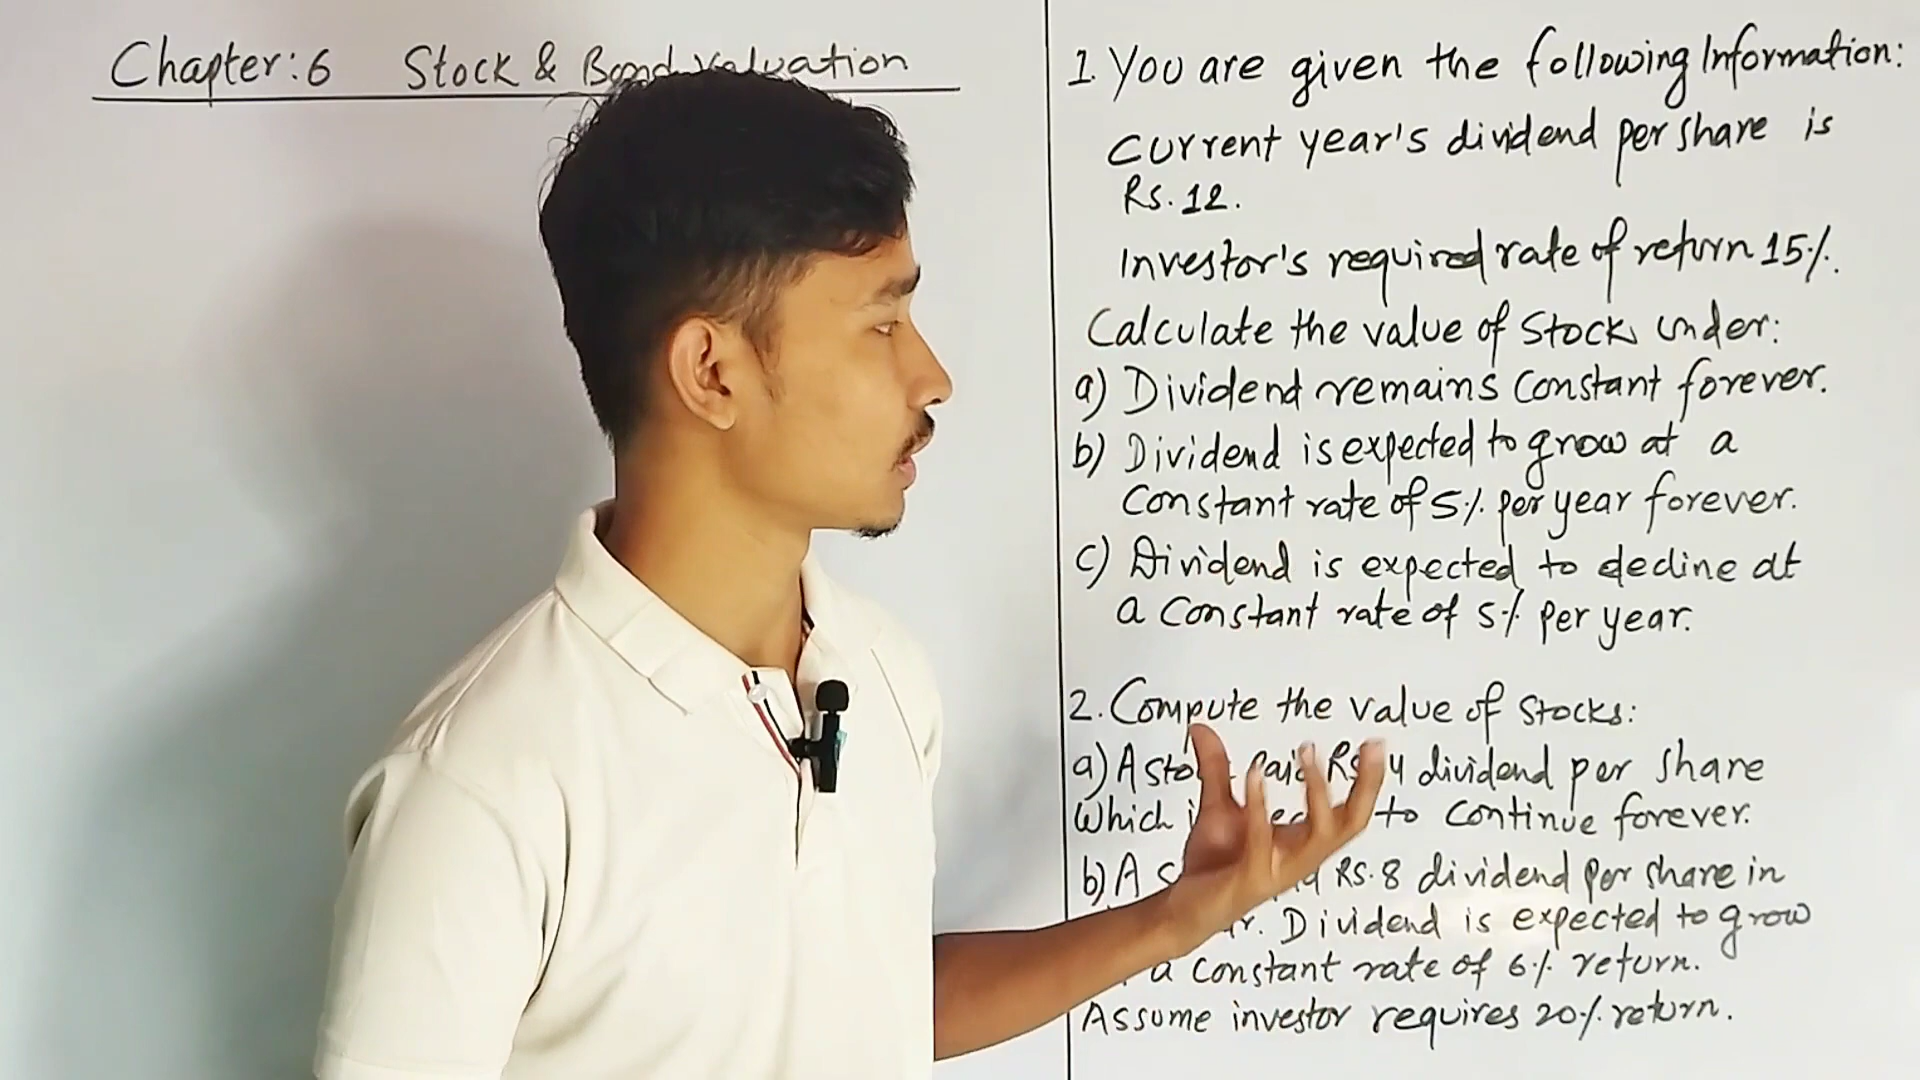 Chapter:6 Stock & Bond Valuation
1. You are given the following Information:
Current year's dividend per share is
Rs.12.
Investor's required rate of return 15%.
Calculate the value of Stocks under:
a) Dividend remains Constant forever.
b) Dividend is expected to grow at a
Constant rate of 5% per year forever.
c) Dividend is expected to decline at
a Constant rate of 5% per year.
2. Compute the value of stocks:
a) A paid Rs. dividend per share
Which to continue forever.
b) A Rs.8 dividend per share in
Dividend is expected to grow
a constant rate of 6% return.
Assume investor requires 20% return.